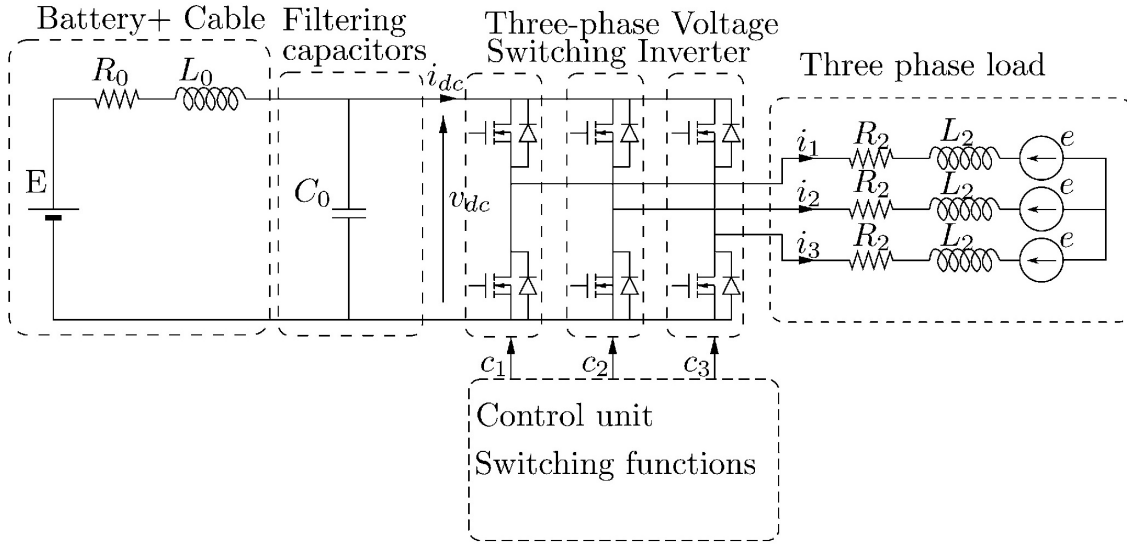 Battery+ Cable
Filtering
capacitors
Three-phase Voltage
Switching Inverter
Three phase load
R0
L0
idc
E
C0
vdc
i1
R2
L2
e
i2
R2
L2
e
i3
R2
L2
e
c1
c2
c3
Control unit
Switching functions